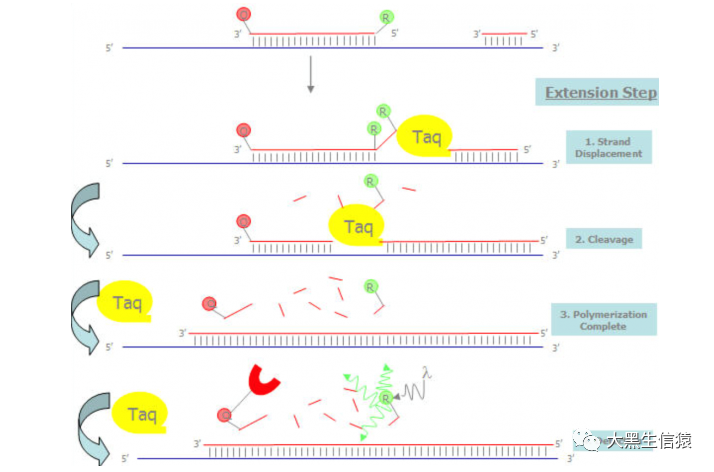 Q
R
3'
5'
3'
5'
5'
3'
Extension Step
R
Q
R
Taq
3'
5'
5'
3'
1. Strand
Displacement
R
Q
Taq
3'
5'
5'
3'
2. Cleavage
Taq
Q
R
3'
5'
5'
3'
3. Polymerization
Complete
λ
Taq
Q
R
3'
5'
5'
3'
大黑生信猿